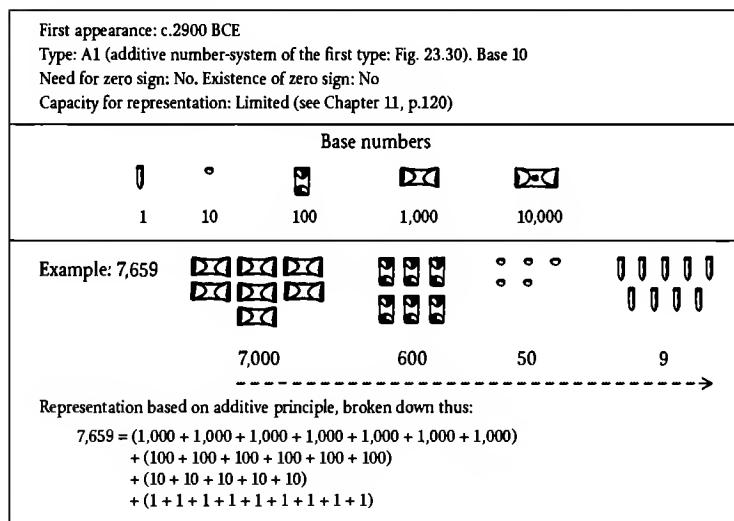 First appearance: c.2900 BCE
Type: A1 (additive number-system of the first type: Fig. 23.30). Base 10
Need for zero sign: No. Existence of zero sign: No
Capacity for representation: Limited (see Chapter 11, p.120)
Base numbers
1 10 100 1,000 10,000
Example: 7,659
7,000 600 50 9
Representation based on additive principle, broken down thus:
7,659 = (1,000 + 1,000 + 1,000 + 1,000 + 1,000 + 1,000 + 1,000)
+ (100 + 100 + 100 + 100 + 100 + 100)
+ (10 + 10 + 10 + 10 + 10)
+ (1 + 1 + 1 + 1 + 1 + 1 + 1 + 1 + 1)